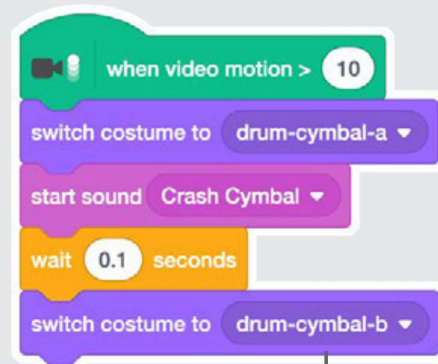 when video motion > 10
switch costume to drum-cymbal-a
start sound Crash Cymbal
wait 0.1 seconds
switch costume to drum-cymbal-b